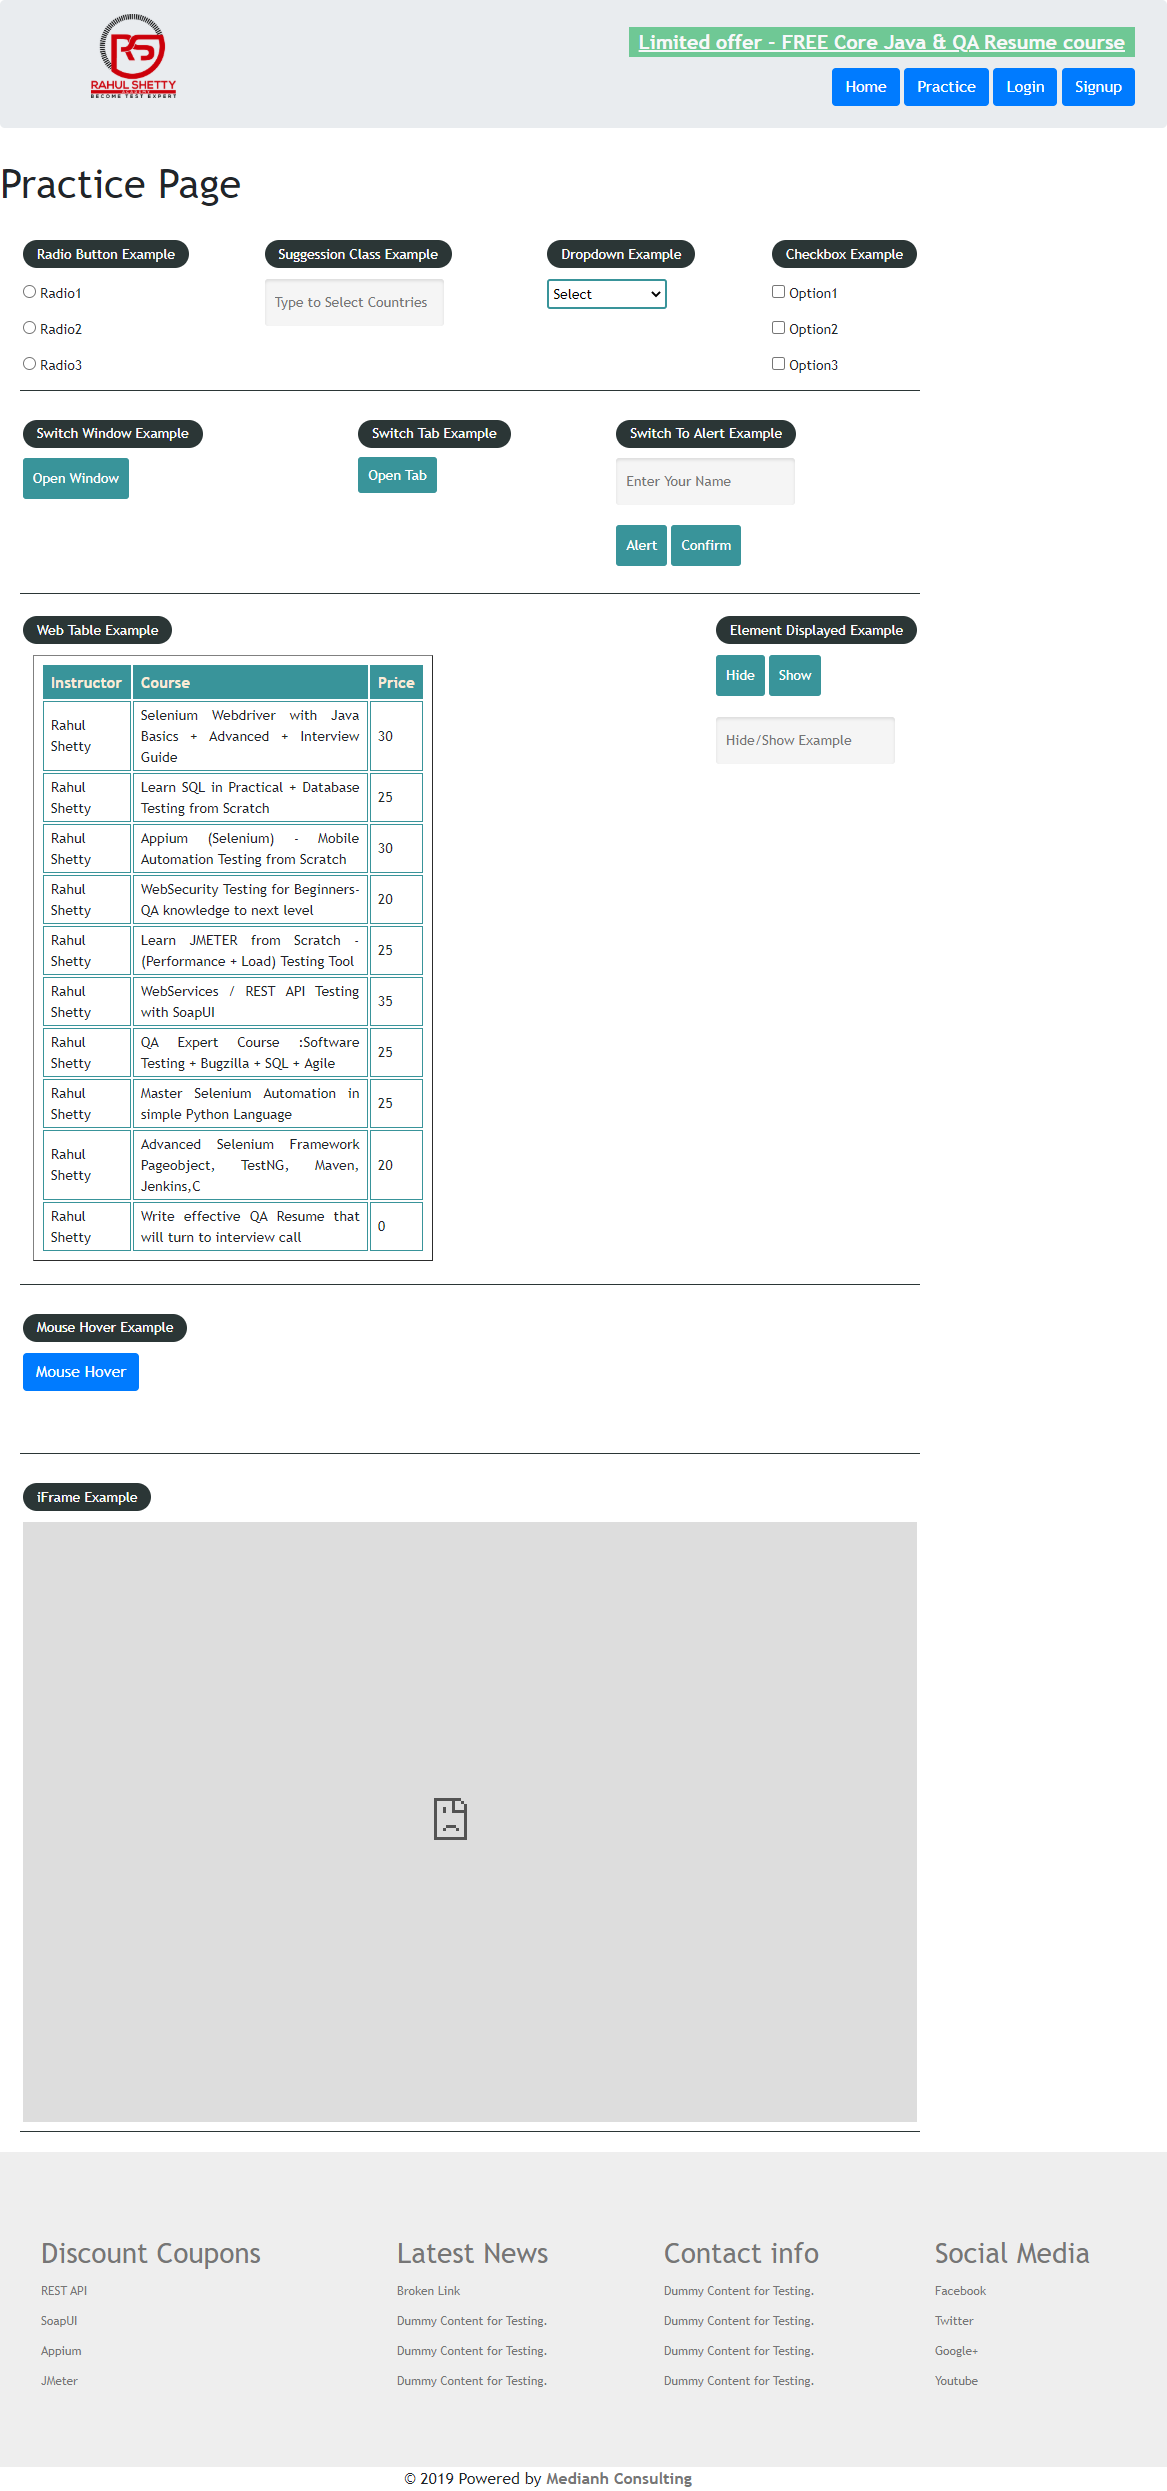 RS
RAHUL SHETTY
ACADEMY
BECOME TEST EXPERT
Limited offer - FREE Core Java & QA Resume course
Home Practice Login Signup
Practice Page
Radio Button Example
Radio1
Radio2
Radio3
Suggession Class Example
Type to Select Countries
Dropdown Example
Select
Checkbox Example
Option1
Option2
Option3
Switch Window Example
Open Window
Switch Tab Example
Open Tab
Switch To Alert Example
Enter Your Name
Alert Confirm
Web Table Example
Instructor Course Price
Rahul
Shetty
Selenium Webdriver with Java
Basics + Advanced + Interview
Guide
30
Rahul
Shetty
Learn SQL in Practical + Database
Testing from Scratch
25
Rahul
Shetty
Appium (Selenium) - Mobile
Automation Testing from Scratch
30
Rahul
Shetty
WebSecurity Testing for Beginners-
QA knowledge to next level
20
Rahul
Shetty
Learn JMETER from Scratch -
(Performance + Load) Testing Tool
25
Rahul
Shetty
WebServices / REST API Testing
with SoapUI
35
Rahul
Shetty
QA Expert Course :Software
Testing + Bugzilla + SQL + Agile
25
Rahul
Shetty
Master Selenium Automation in
simple Python Language
25
Rahul
Shetty
Advanced Selenium Framework
Pageobject, TestNG, Maven,
Jenkins,C
20
Rahul
Shetty
Write effective QA Resume that
will turn to interview call
0
Element Displayed Example
Hide Show
Hide/Show Example
Mouse Hover Example
Mouse Hover
iFrame Example
Discount Coupons
REST API
SoapUI
Appium
JMeter
Latest News
Broken Link
Dummy Content for Testing.
Dummy Content for Testing.
Dummy Content for Testing.
Contact info
Dummy Content for Testing.
Dummy Content for Testing.
Dummy Content for Testing.
Dummy Content for Testing.
Social Media
Facebook
Twitter
Google+
Youtube
© 2019 Powered by Medianh Consulting